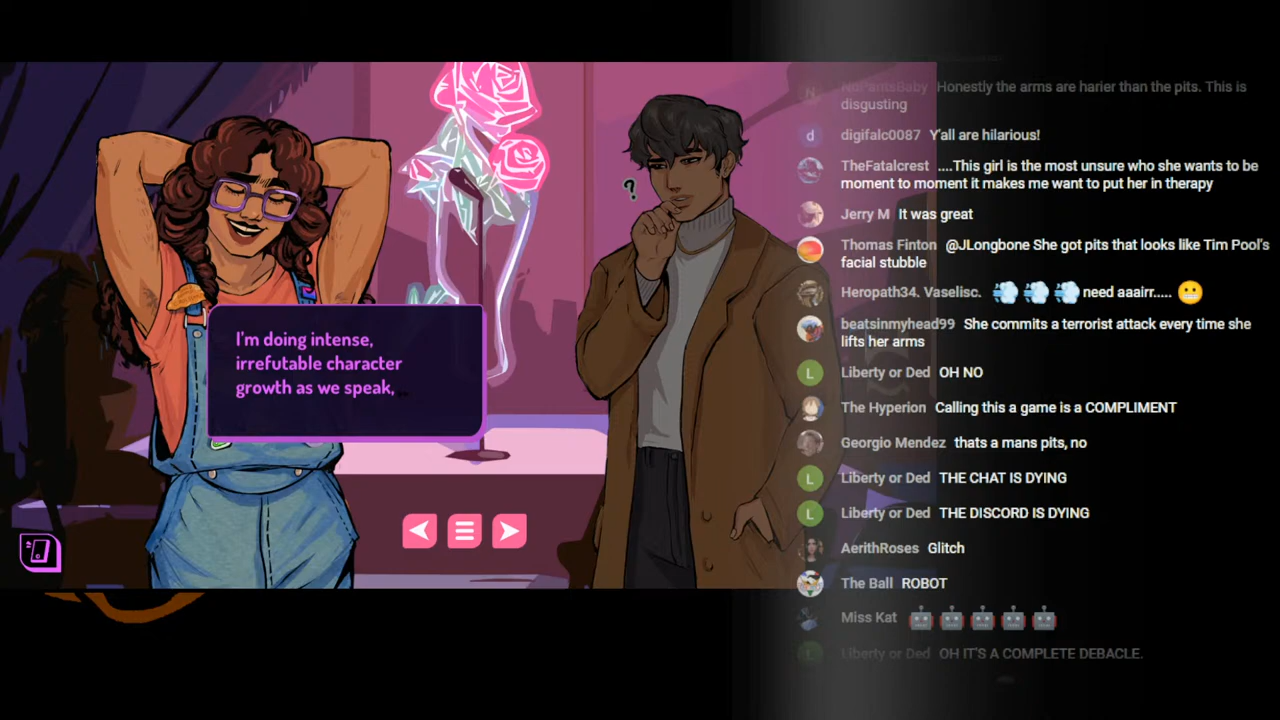 I'm doing intense,
irrefutable character
growth as we speak,
?
N NoPantsBaby Honestly the arms are harier than the pits. This is
disgusting
d digifalc0087 Y'all are hilarious!
TheFatalcrest ....This girl is the most unsure who she wants to be
moment to moment it makes me want to put her in therapy
Jerry M It was great
Thomas Finton @JLongbone She got pits that looks like Tim Pool's
facial stubble
Heropath34. Vaselisc. 💨 💨 💨 need aaairr..... 😬
beatsinmyhead99 She commits a terrorist attack every time she
lifts her arms
L Liberty or Ded OH NO
The Hyperion Calling this a game is a COMPLIMENT
Georgio Mendez thats a mans pits, no
L Liberty or Ded THE CHAT IS DYING
L Liberty or Ded THE DISCORD IS DYING
AerithRoses Glitch
The Ball ROBOT
Miss Kat 🤖 🤖 🤖 🤖 🤖
L Liberty or Ded OH IT'S A COMPLETE DEBACLE.